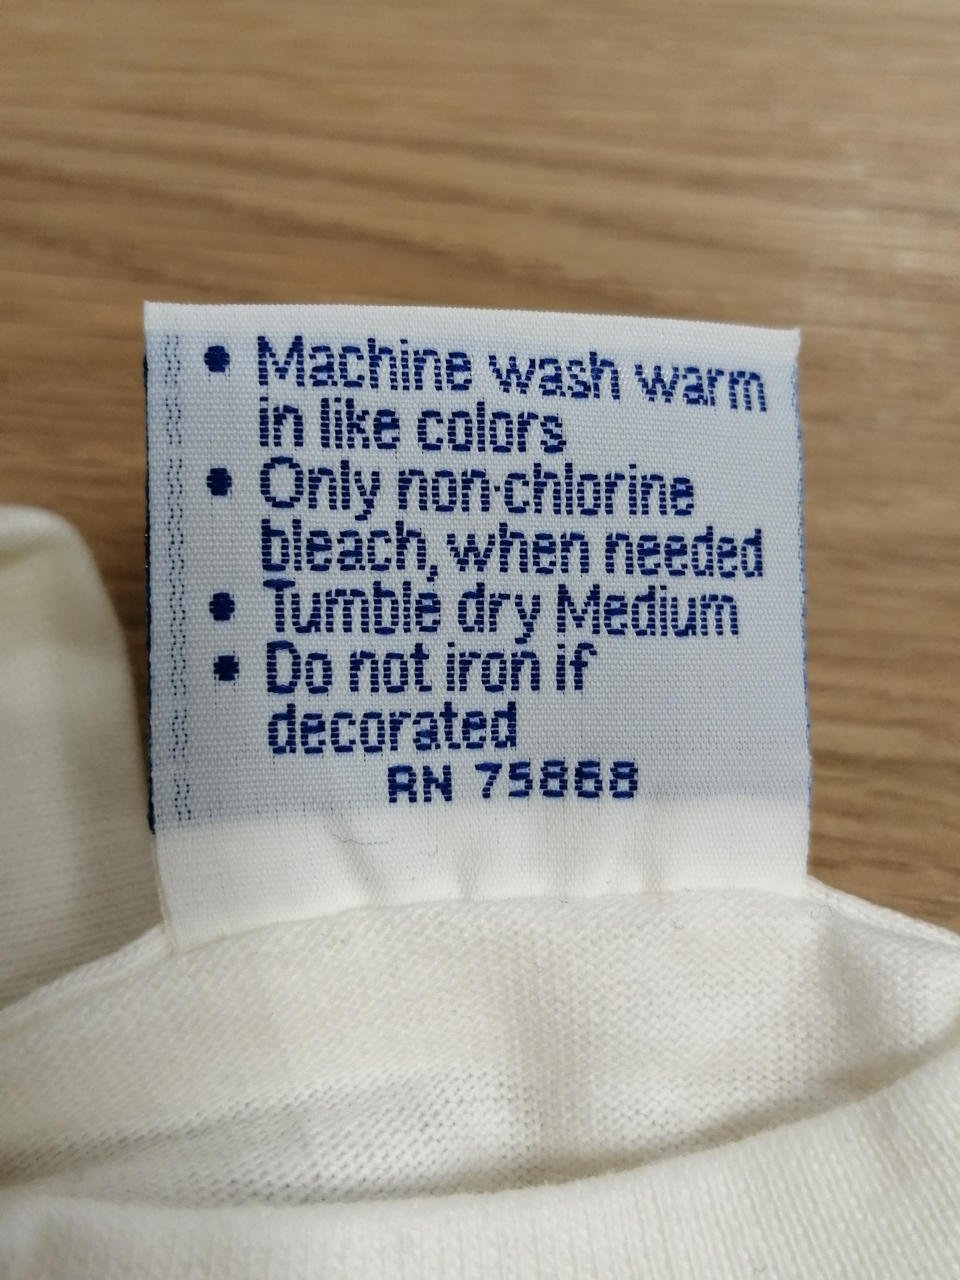 • Machine wash warm
in like colors
• Only non-chlorine
bleach, when needed
• Tumble dry Medium
• Do not iron if
decorated
RN 75868